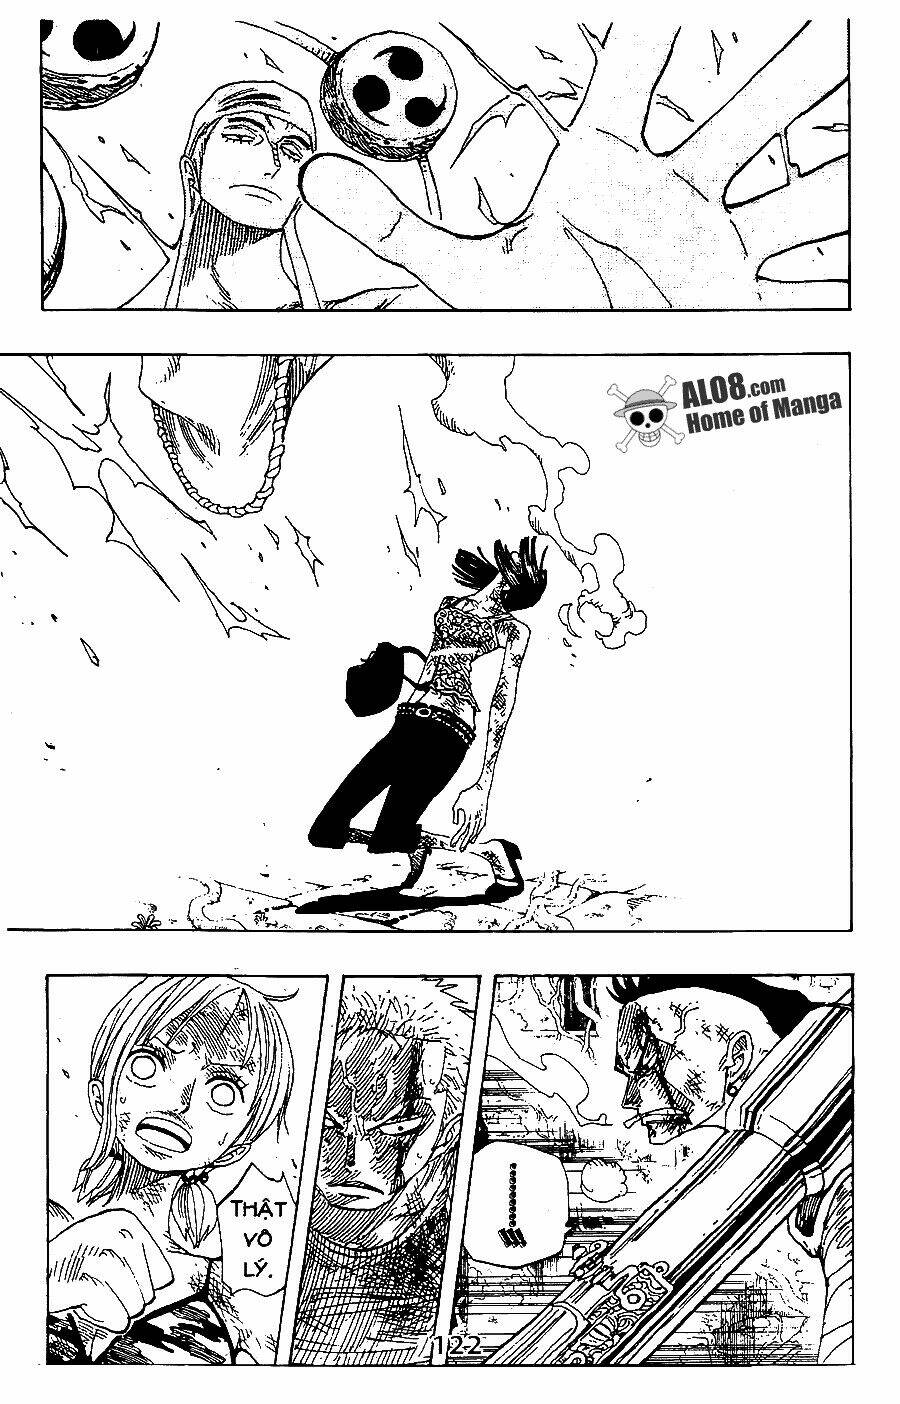 ALO8.com
Home of Manga
.........!!!
THẬT
VÔ
LÝ.
122